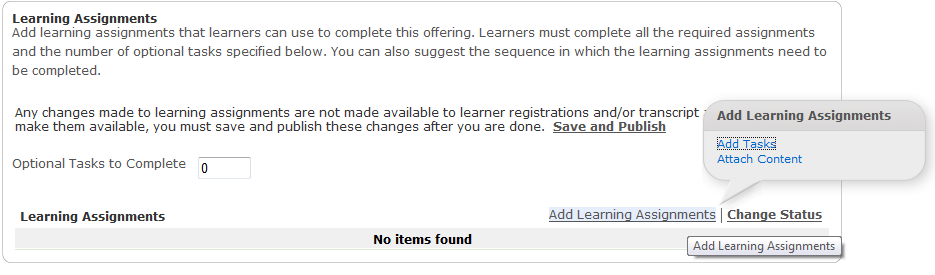 Learning Assignments
Add learning assignments that learners can use to complete this offering. Learners must complete all the required assignments
and the number of optional tasks specified below. You can also suggest the sequence in which the learning assignments need to
be completed.
Any changes made to learning assignments are not made available to learner registrations and/or transcript
make them available, you must save and publish these changes after you are done. Save and Publish
Add Learning Assignments
Add Tasks
Attach Content
Optional Tasks to Complete 0
Learning Assignments Add Learning Assignments | Change Status
No items found
Add Learning Assignments